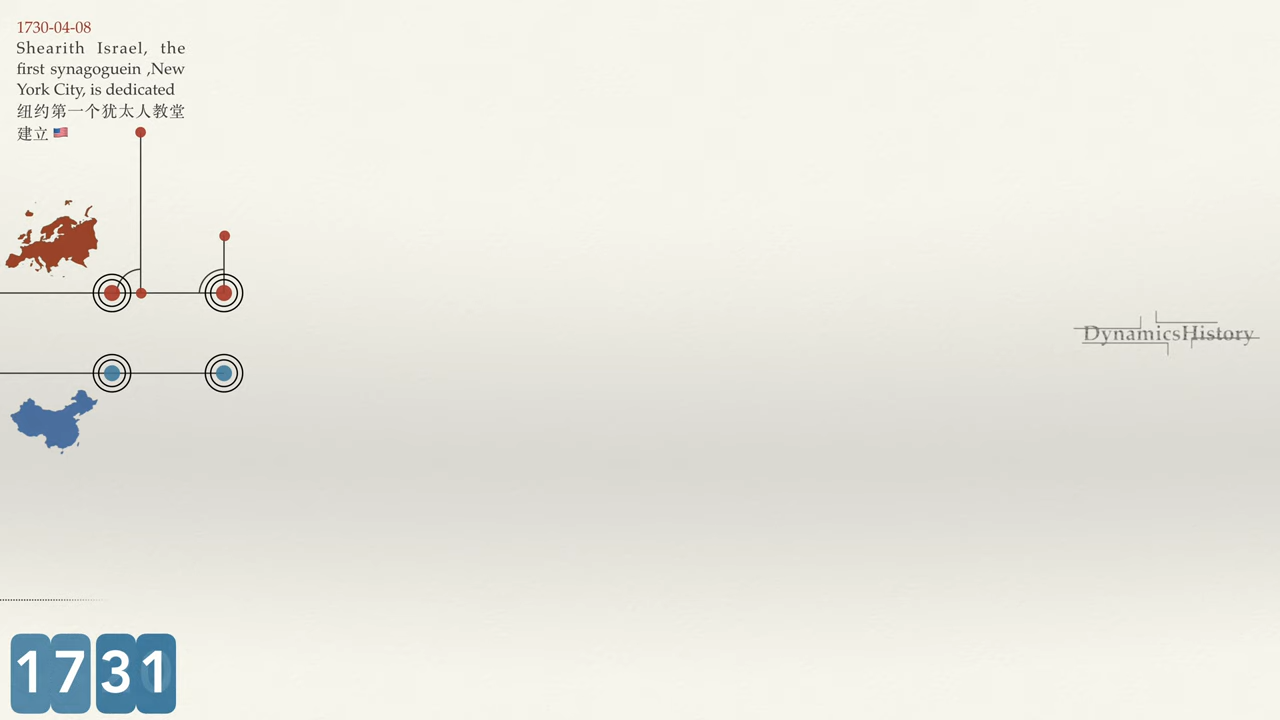 1730-04-08
Shearith Israel, the
first synagoguein ,New
York City, is dedicated
纽约第一个犹太人教堂
建立
DynamicsHistory
1731